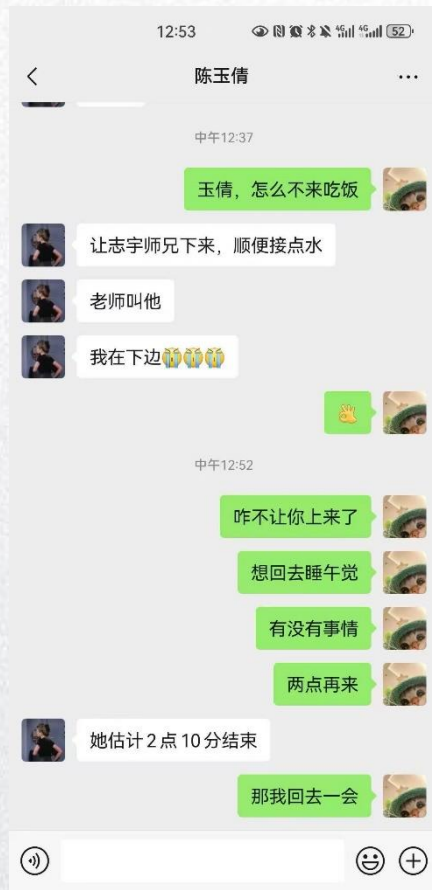 12:53
4G 4G 52
陈玉倩
中午12:37
玉倩，怎么不来吃饭
让志宇师兄下来，顺便接点水
老师叫他
我在下边😭😭😭
👌
中午12:52
咋不让你上来了
想回去睡午觉
有没有事情
两点再来
她估计2点10分结束
那我回去一会